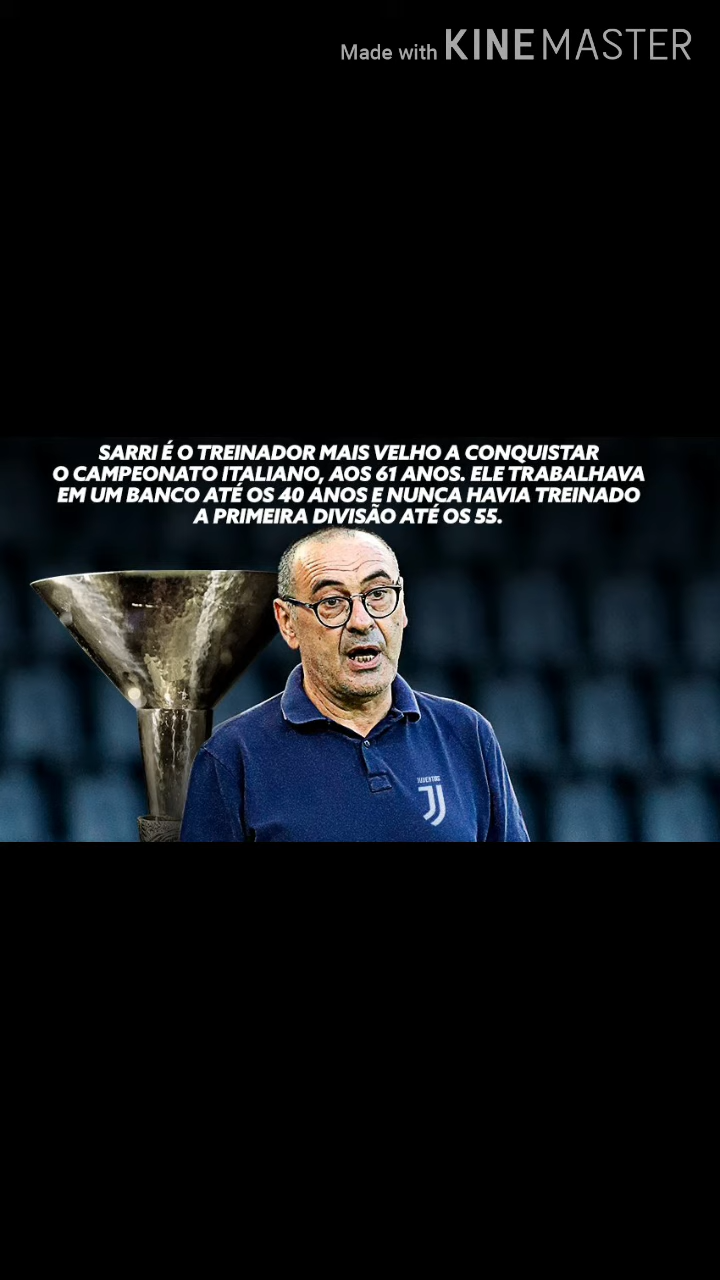 Made with KINEMASTER
SARRI É O TREINADOR MAIS VELHO A CONQUISTAR
O CAMPEONATO ITALIANO, AOS 61 ANOS. ELE TRABALHAVA
EM UM BANCO ATÉ OS 40 ANOS E NUNCA HAVIA TREINADO
A PRIMEIRA DIVISÃO ATÉ OS 55.
JUVENTUS